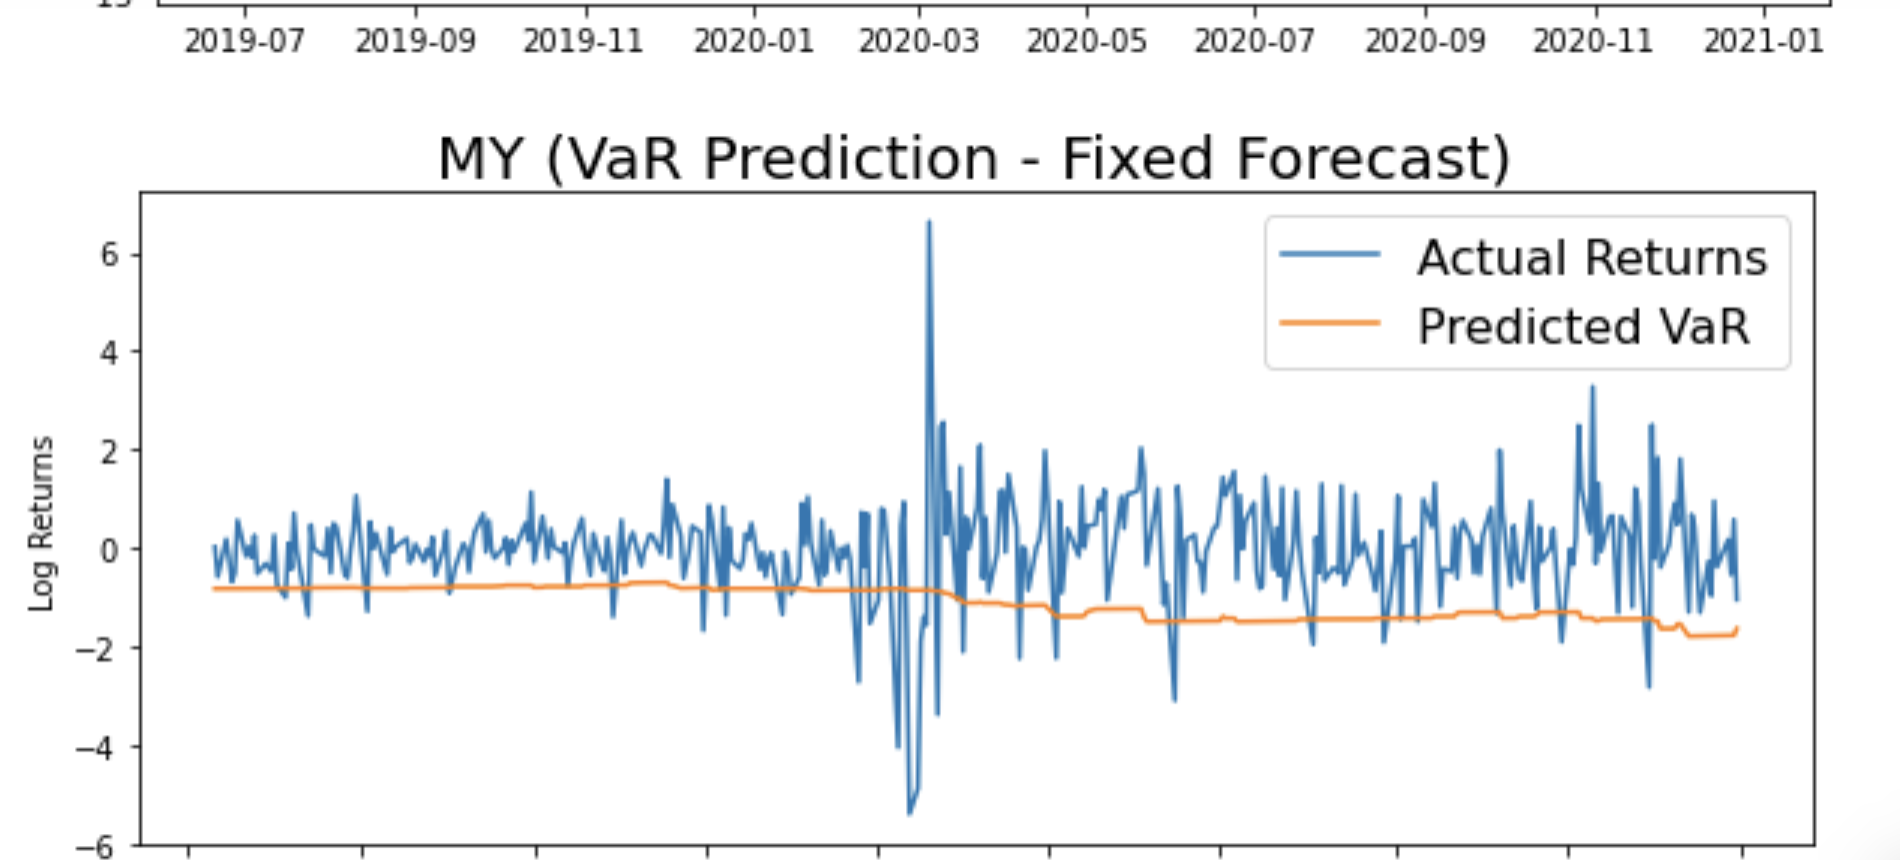 2019-07 2019-09 2019-11 2020-01 2020-03 2020-05 2020-07 2020-09 2020-11 2021-01
MY (VaR Prediction - Fixed Forecast)
Actual Returns
Predicted VaR
Log Returns
6
4
2
0
−2
−4
−6